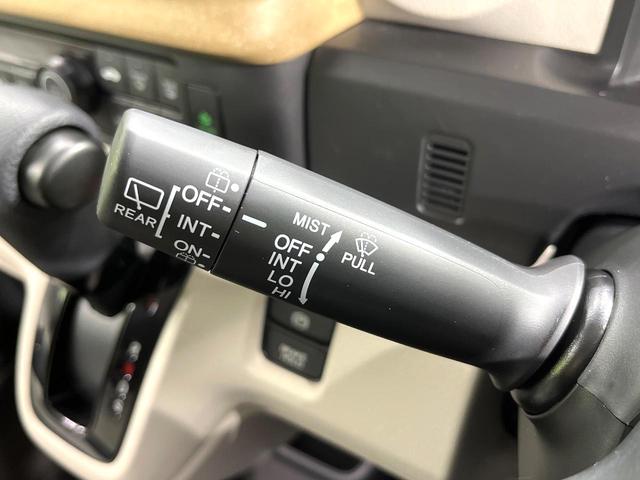 REAR
OFF
INT
ON
MIST
OFF
INT
LO
HI
PULL